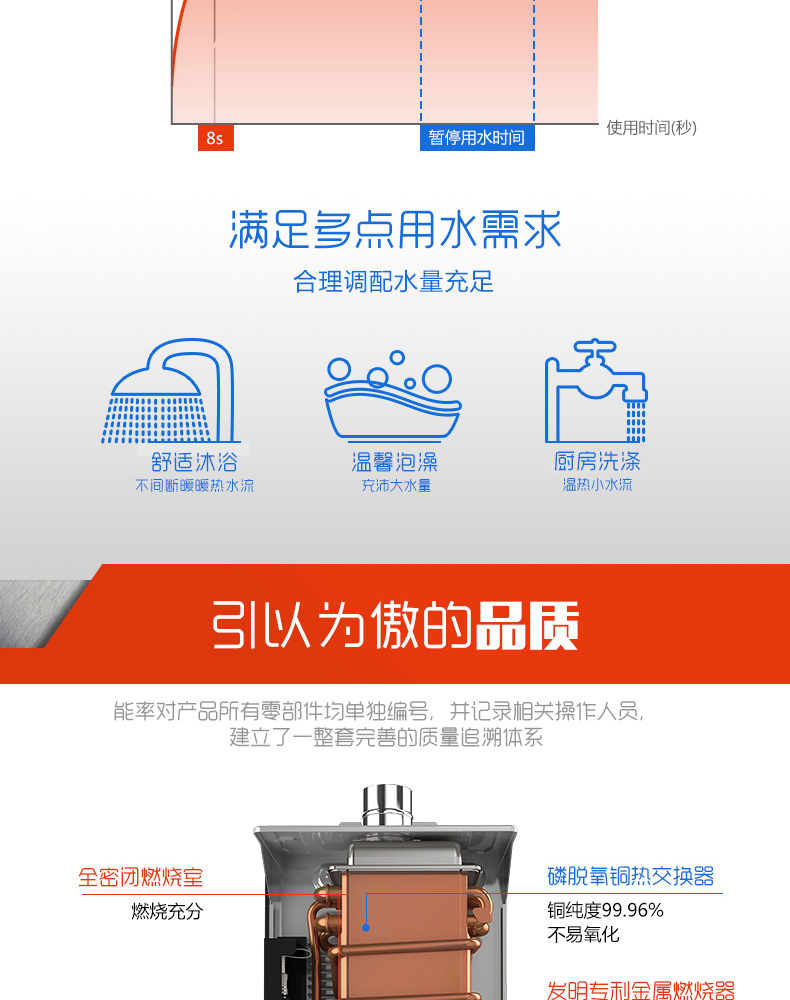 使用时间(秒)
8s
暂停用水时间
满足多点用水需求
合理调配水量充足
舒适沐浴
不间断暖暖热水流
温馨泡澡
充沛大水量
厨房洗涤
温热小水流
引以为傲的品质
能率对产品所有零部件均单独编号，并记录相关操作人员，
建立了一整套完善的质量追溯体系
全密闭燃烧室
燃烧充分
磷脱氧铜热交换器
铜纯度99.96%
不易氧化
发明专利金属燃烧器